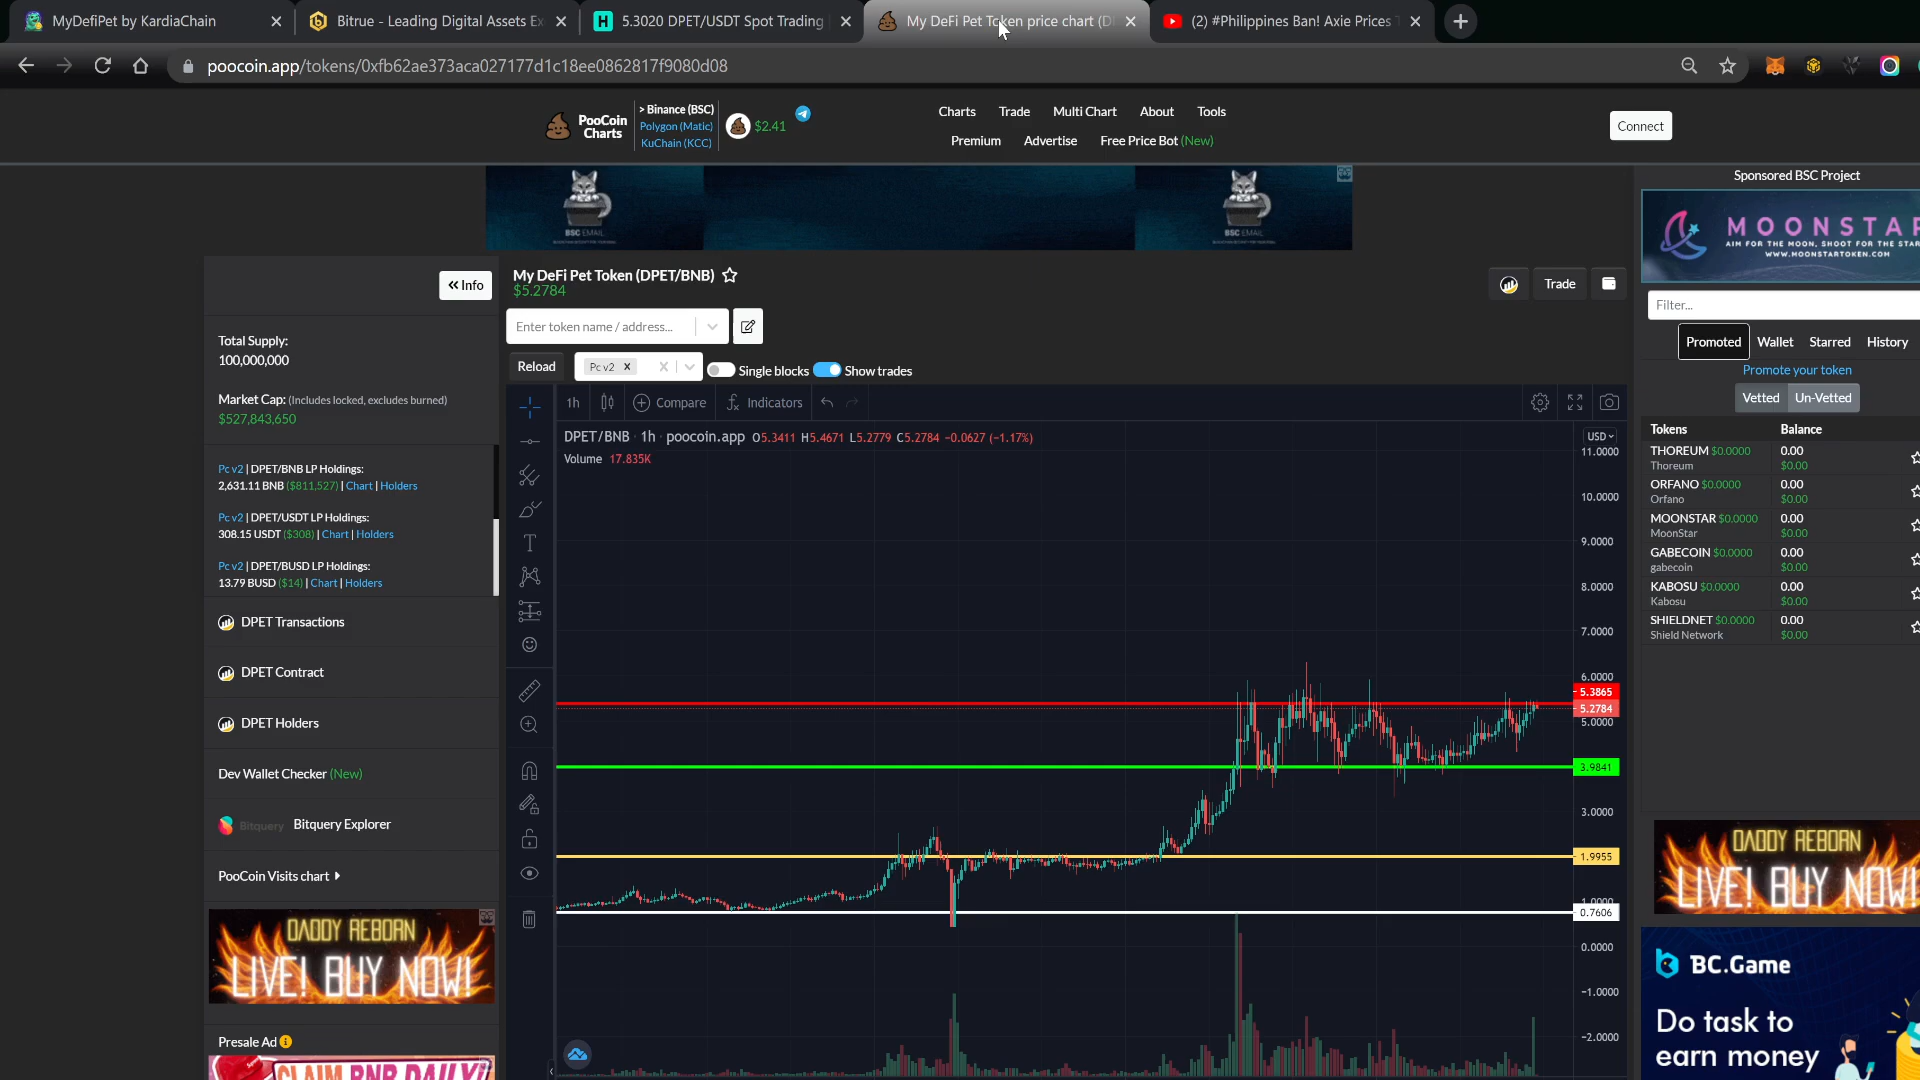 MyDefiPet by KardiaChain
Bitrue - Leading Digital Assets Ex
5.3020 DPET/USDT Spot Trading
My DeFi Pet Token price chart (D
(2) #Philippines Ban! Axie Prices T
poocoin.app/tokens/0xfb62ae373aca027177d1c18ee0862817f9080d08
PooCoin
Charts
> Binance (BSC)
Polygon (Matic)
KuChain (KCC)
$2.41
Charts
Trade
Multi Chart
About
Tools
Premium
Advertise
Free Price Bot (New)
Connect
BSC EMAIL
BSC EMAIL
Sponsored BSC Project
MOONSTAR
AIM FOR THE MOON, SHOOT FOR THE STAR
WWW.MOONSTARTOKEN.COM
Info
My DeFi Pet Token (DPET/BNB)
$5.2784
Trade
Enter token name / address...
Filter...
Reload
Pc v2
Single blocks
Show trades
Promoted
Wallet
Starred
History
Promote your token
Vetted
Un-Vetted
Total Supply:
100,000,000
Market Cap: (Includes locked, excludes burned)
$527,843,650
Pc v2 | DPET/BNB LP Holdings:
2,631.11 BNB ($811,527) | Chart | Holders
Pc v2 | DPET/USDT LP Holdings:
308.15 USDT ($308) | Chart | Holders
Pc v2 | DPET/BUSD LP Holdings:
13.79 BUSD ($14) | Chart | Holders
DPET Transactions
DPET Contract
DPET Holders
Dev Wallet Checker (New)
Bitquery
Bitquery Explorer
PooCoin Visits chart
DADDY REBORN
LIVE! BUY NOW!
Presale Ad
CLAIM BNB DAILY!
1h
Compare
Indicators
DPET/BNB · 1h · poocoin.app O5.3411 H5.4671 L5.2779 C5.2784 -0.0627 (-1.17%)
Volume 17.835K
USD
11.0000
10.0000
9.0000
8.0000
7.0000
6.0000
5.3865
5.2784
5.0000
3.9841
3.0000
1.9955
1.0000
0.7606
0.0000
-1.0000
-2.0000
Tokens
Balance
THOREUM $0.0000
0.00
Thoreum
$0.00
ORFANO $0.0000
0.00
Orfano
$0.00
MOONSTAR $0.0000
0.00
MoonStar
$0.00
GABECOIN $0.0000
0.00
gabecoin
$0.00
KABOSU $0.0000
0.00
Kabosu
$0.00
SHIELDNET $0.0000
0.00
Shield Network
$0.00
DADDY REBORN
LIVE! BUY NOW!
BC.Game
Do task to
earn money